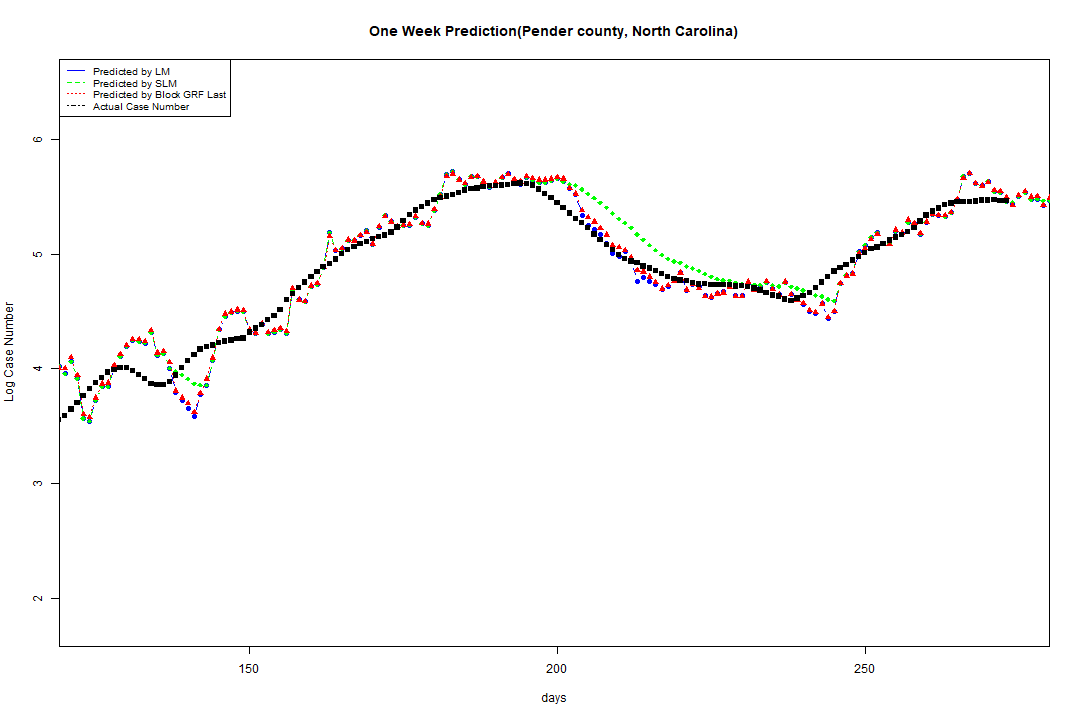 One Week Prediction(Pender county, North Carolina)
Predicted by LM
Predicted by SLM
Predicted by Block GRF Last
Actual Case Number
6
5
4
3
2
Log Case Number
150
200
250
days